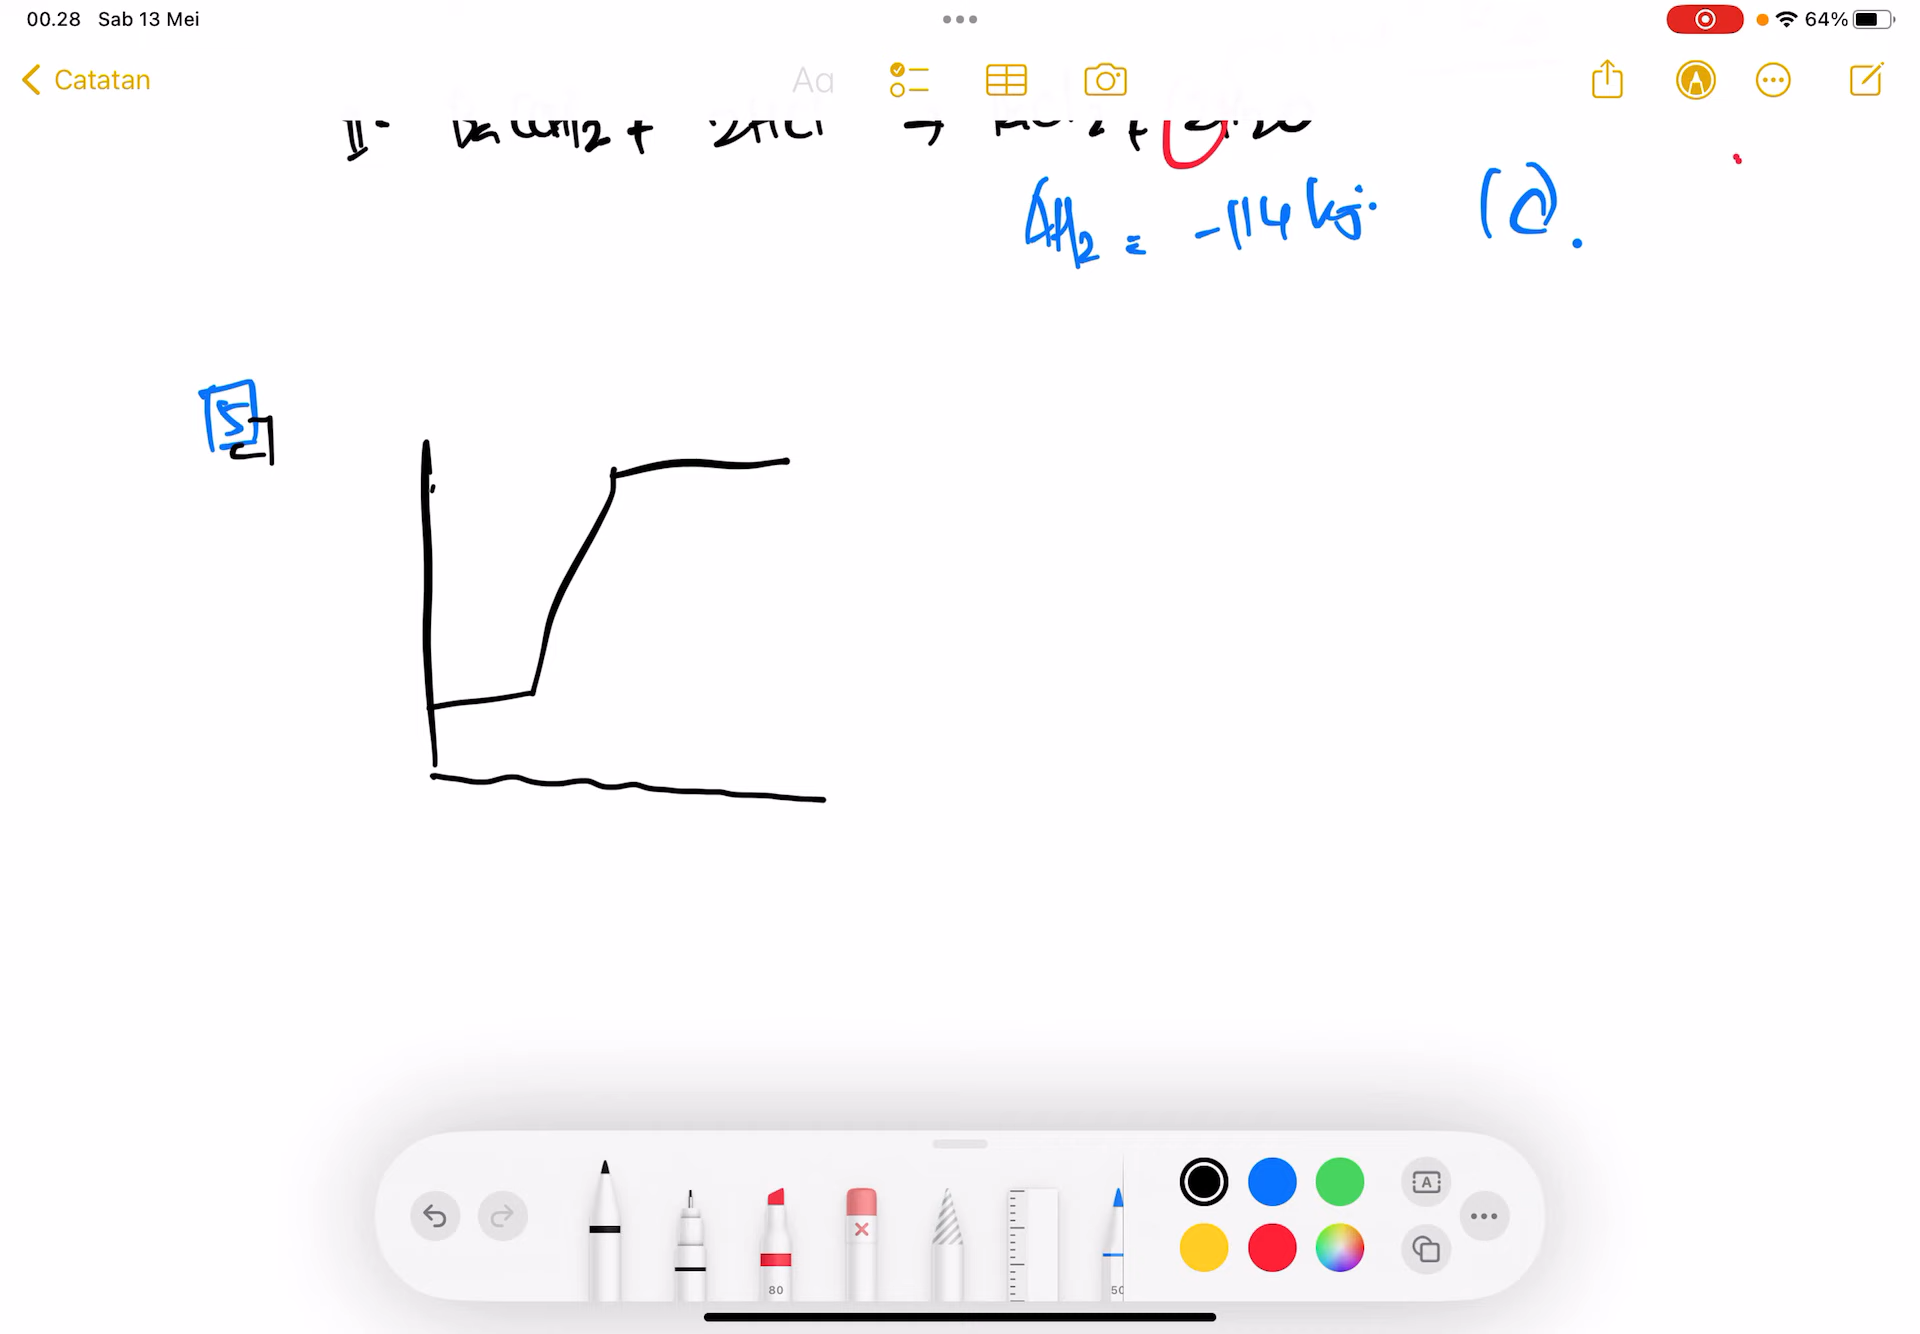 00.28 Sab 13 Mei
64%
Catatan
Aa
ΔH₂ = -114 kJ. (C).
5
A
80
50